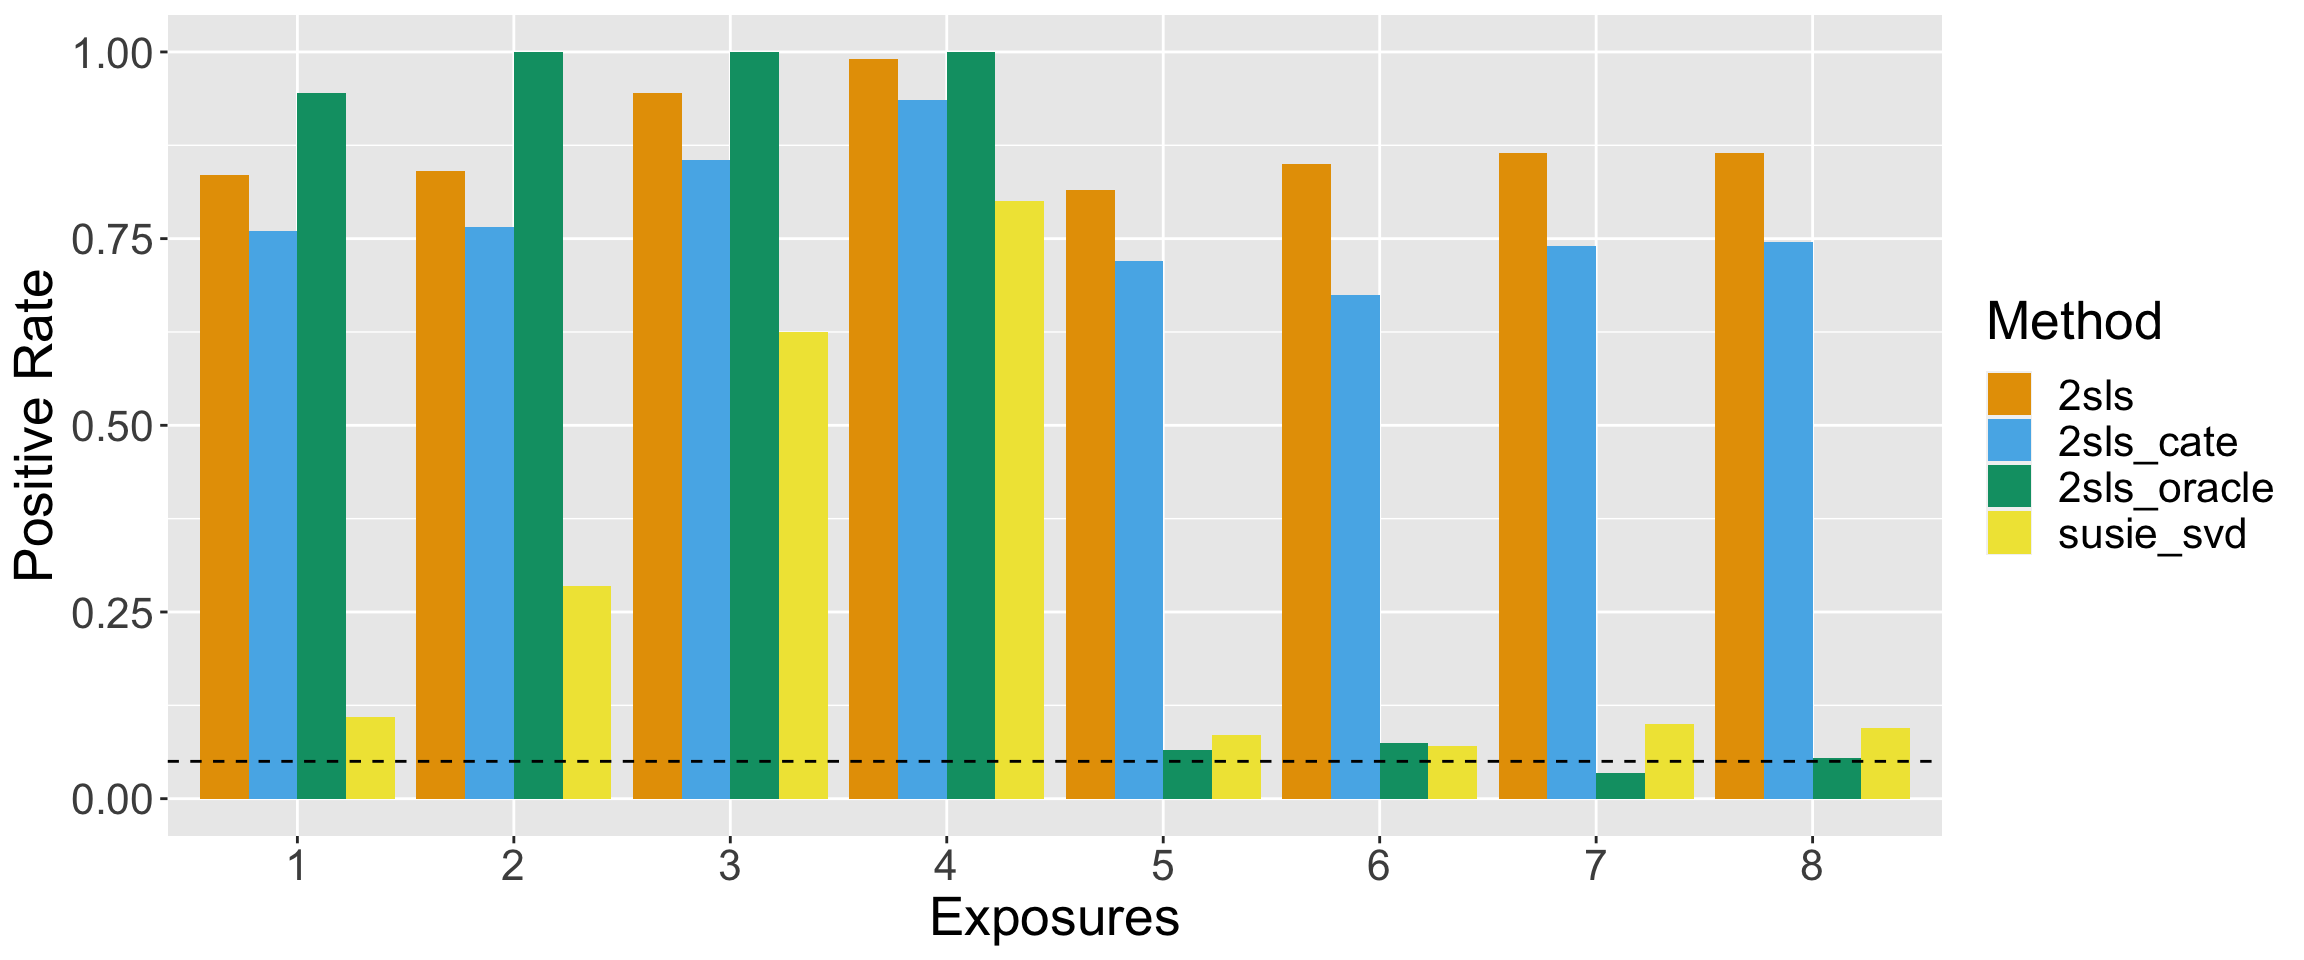 Positive Rate
1.00
0.75
0.50
0.25
0.00
1 2 3 4 5 6 7 8
Exposures
Method
2sls
2sls_cate
2sls_oracle
susie_svd